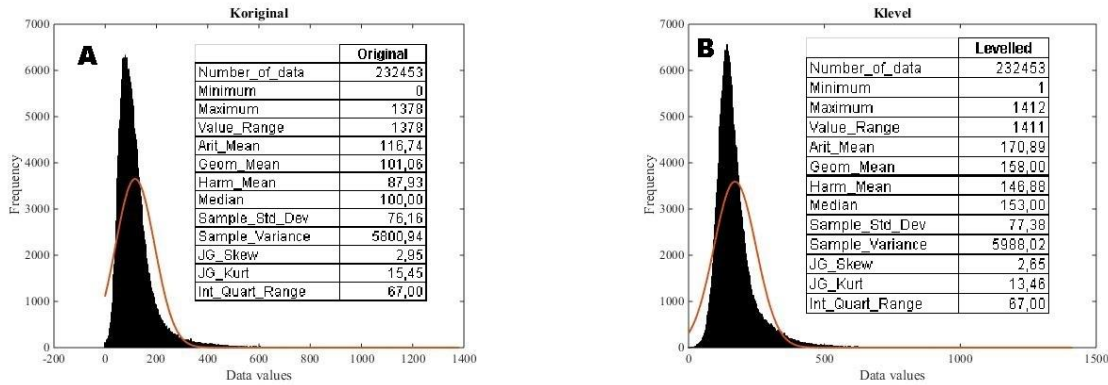 Koriginal
A
Original
Number_of_data 232453
Minimum 0
Maximum 1378
Value_Range 1378
Arit_Mean 116,74
Geom_Mean 101,06
Harm_Mean 87,93
Median 100,00
Sample_Std_Dev 76,16
Sample_Variance 5800,94
JG_Skew 2,95
JG_Kurt 15,45
Int_Quart_Range 67,00
Frequency
7000
6000
5000
4000
3000
2000
1000
0
-200 0 200 400 600 800 1000 1200 1400
Data values
Klevel
B
Levelled
Number_of_data 232453
Minimum 1
Maximum 1412
Value_Range 1411
Arit_Mean 170,89
Geom_Mean 158,00
Harm_Mean 146,88
Median 153,00
Sample_Std_Dev 77,38
Sample_Variance 5988,02
JG_Skew 2,65
JG_Kurt 13,46
Int_Quart_Range 67,00
Frequency
7000
6000
5000
4000
3000
2000
1000
0
0 500 1000 1500
Data values